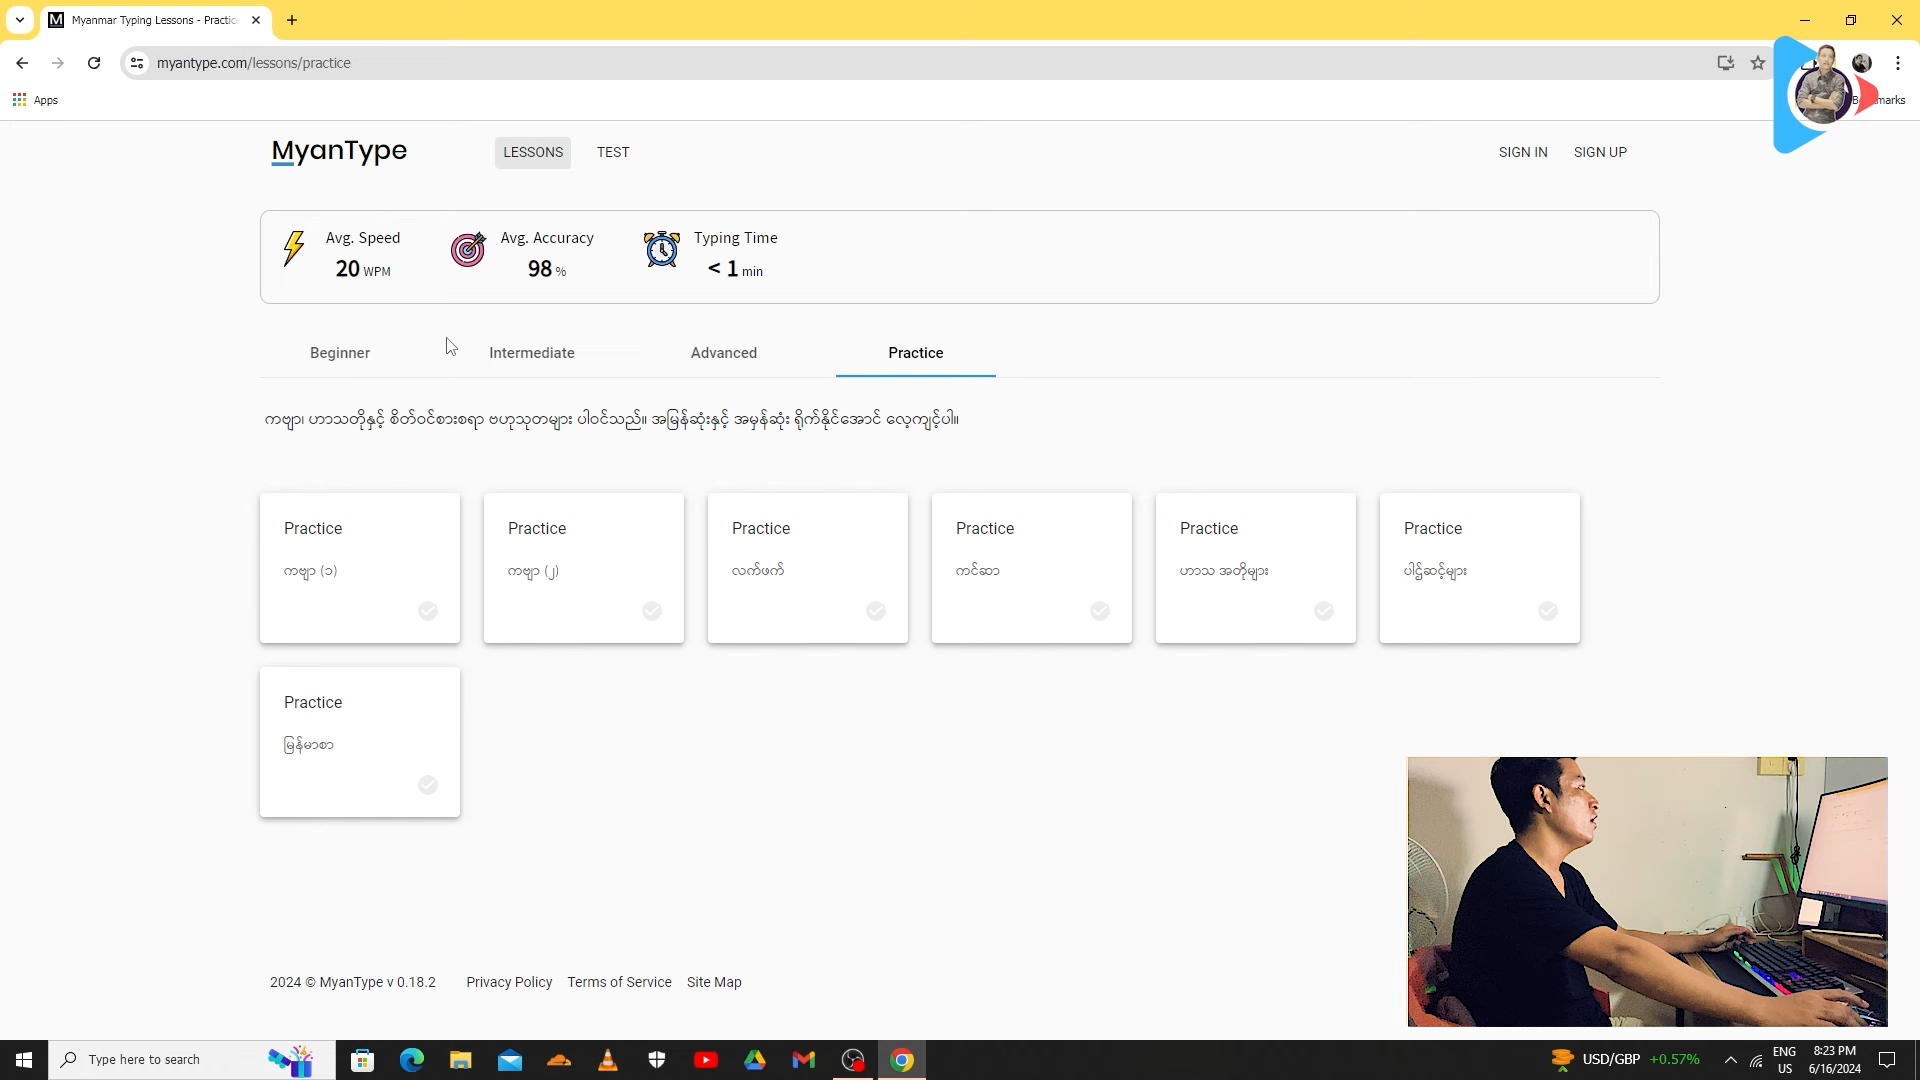 Myanmar Typing Lessons - Practice
myantype.com/lessons/practice
Apps
MyanType
LESSONS
TEST
SIGN IN
SIGN UP
Avg. Speed
20 WPM
Avg. Accuracy
98 %
Typing Time
< 1 min
Beginner
Intermediate
Advanced
Practice
ကဗျာ၊ ဟာသတိုနှင့် စိတ်ဝင်စားစရာ ဗဟုသုတများ ပါဝင်သည်။ အမြန်ဆုံးနှင့် အမှန်ဆုံး ရိုက်နိုင်အောင် လေ့ကျင့်ပါ။
Practice
ကဗျာ (၁)
Practice
ကဗျာ (၂)
Practice
လက်ဖက်
Practice
ကင်ဆာ
Practice
ဟာသ အတိုများ
Practice
ပါဌ်ဆင့်များ
Practice
မြန်မာစာ
2024 © MyanType v 0.18.2
Privacy Policy
Terms of Service
Site Map
Type here to search
USD/GBP +0.57%
ENG
US
8:23 PM
6/16/2024